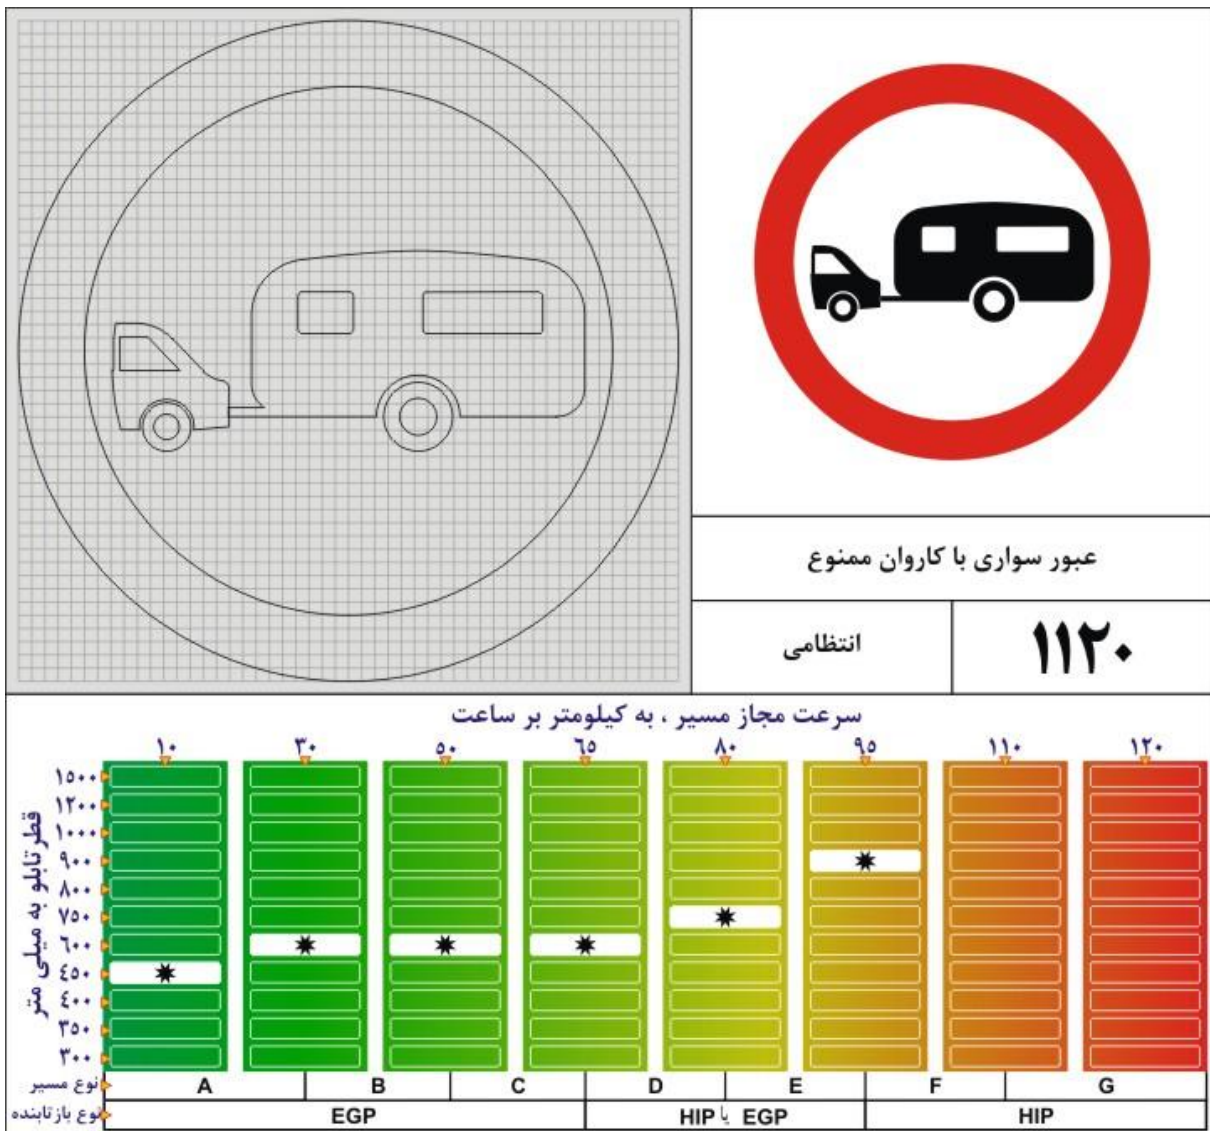 عبور سواری با کاروان ممنوع
۱۱۲۰
انتظامی
سرعت مجاز مسیر ، به کیلومتر بر ساعت
۱۰ ۳۰ ۵۰ ۶۵ ۸۰ ۹۵ ۱۱۰ ۱۲۰
قطر تابلو به میلی متر
۱۵۰۰
۱۲۰۰
۱۰۰۰
۹۰۰
۸۰۰
۷۵۰
۶۰۰
۴۵۰
۴۰۰
۳۵۰
۳۰۰
نوع مسیر A B C D E F G
نوع بازتابنده EGP HIP یا EGP HIP